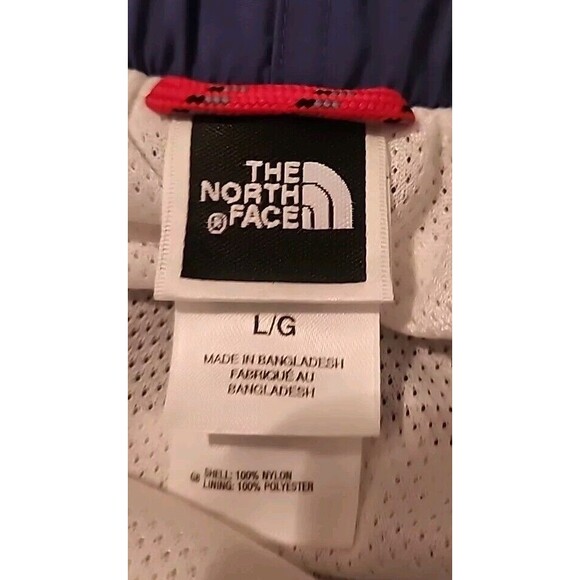 THE
NORTH
FACE
®
L/G
MADE IN BANGLADESH
FABRIQUÉ AU
BANGLADESH
SHELL: 100% NYLON
LINING: 100% POLYESTER